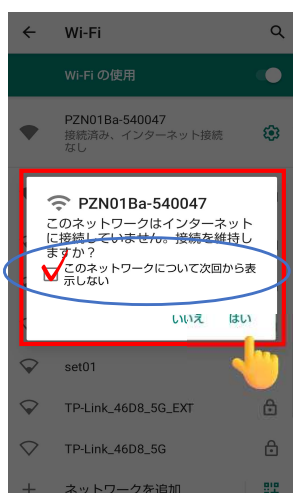 Wi-Fi
Wi-Fi の使用
PZN01Ba-540047
接続済み、インターネット接続
なし
PZN01Ba-540047
このネットワークはインターネット
に接続していません。接続を維持し
ますか？
このネットワークについて次回から表
示しない
いいえ はい
set01
TP-Link_46D8_5G_EXT
TP-Link_46D8_5G
ネットワークを追加